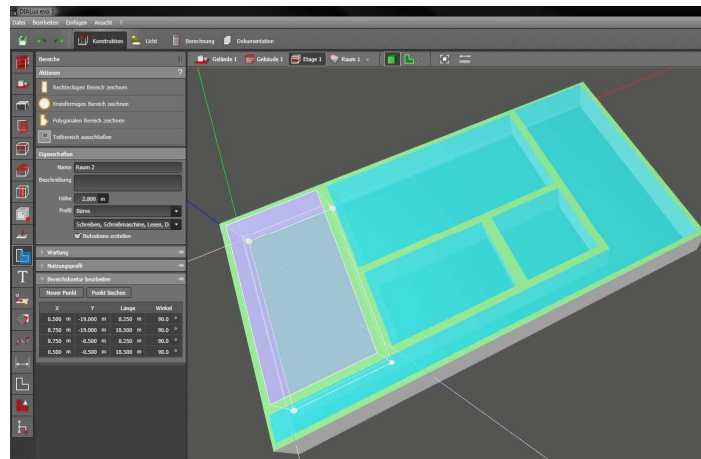 DIALux evo 1
Datei Bearbeiten Einfügen Ansicht ?
Konstruktion Licht Berechnung Dokumentation
Bereiche
Gelände 1 Gebäude 1 Etage 1 Raum 1
Aktionen ?
Rechteckigen Bereich zeichnen
Kreisförmigen Bereich zeichnen
Polygonalen Bereich zeichnen
Teilbereich ausschließen
Eigenschaften
Name Raum 2
Beschreibung
Höhe 2.800 m
Profil Büros
Schreiben, Schreibmaschine, Lesen, D
Nutzebene erstellen
Wartung
Nutzungsprofil
Bereichskontur bearbeiten
Neuer Punkt Punkt löschen
X Y Länge Winkel
0.500 m -19.000 m 8.250 m 90.0 °
8.750 m -19.000 m 18.500 m 90.0 °
8.750 m -0.500 m 8.250 m 90.0 °
0.500 m -0.500 m 18.500 m 90.0 °
T